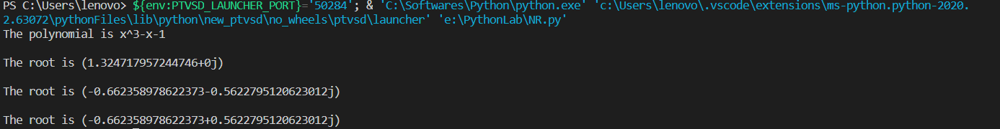 PS C:\Users\lenovo> ${env:PTVSD_LAUNCHER_PORT}='50284'; & 'C:\Softwares\Python\python.exe' 'c:\Users\lenovo\.vscode\extensions\ms-python.python-2020.
2.63072\pythonFiles\lib\python\new_ptvsd\no_wheels\ptvsd\launcher' 'e:\PythonLab\NR.py'
The polynomial is x^3-x-1
The root is (1.324717957244746+0j)
The root is (-0.662358978622373-0.5622795120623012j)
The root is (-0.662358978622373+0.5622795120623012j)